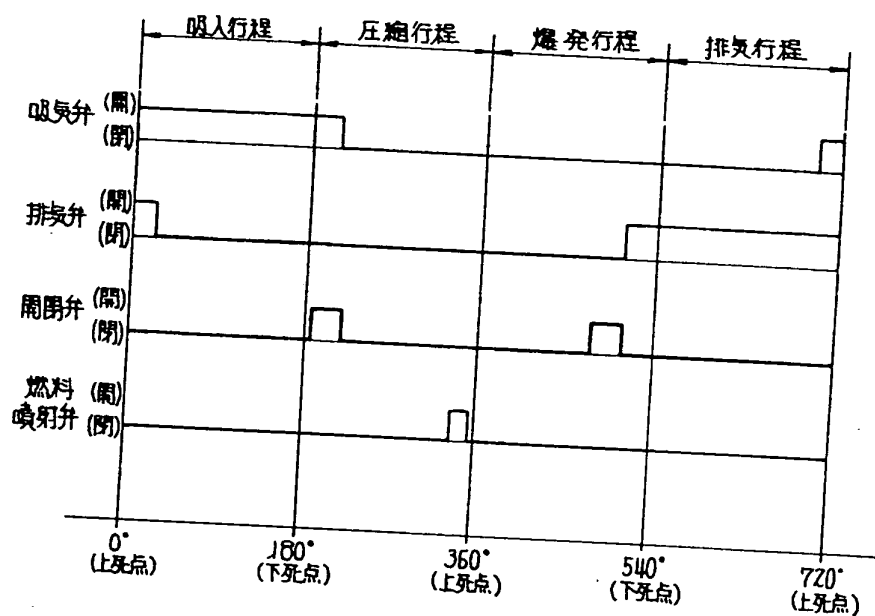 吸入行程 圧縮行程 爆発行程 排気行程
吸気弁 (開)
(閉)
排気弁 (開)
(閉)
開閉弁 (開)
(閉)
燃料 (開)
噴射弁 (閉)
0° 180° 360° 540° 720°
(上死点) (下死点) (上死点) (下死点) (上死点)